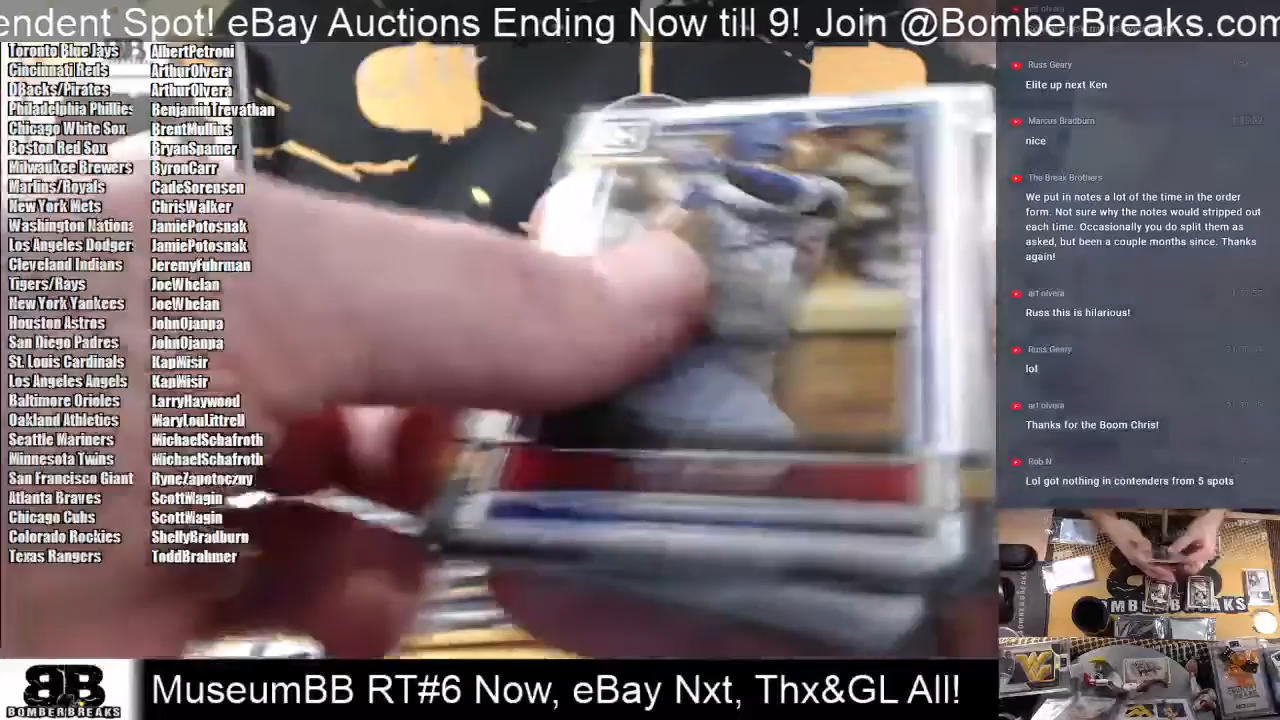 endent Spot! eBay Auctions Ending Now till 9! Join @BomberBreaks.com
Toronto Blue Jays AlbertPetroni
Cincinnati Reds ArthurOlvera
DBacks/Pirates ArthurOlvera
Philadelphia Phillies BenjaminTrevathan
Chicago White Sox BrentMullins
Boston Red Sox BryanSpamer
Milwaukee Brewers ByronCarr
Marlins/Royals CadeSorensen
New York Mets ChrisWalker
Washington Nationa JamiePotosnak
Los Angeles Dodger JamiePotosnak
Cleveland Indians JeremyFuhrman
Tigers/Rays JoeWhelan
New York Yankees JoeWhelan
Houston Astros JohnOjanpa
San Diego Padres JohnOjanpa
St. Louis Cardinals KapWisir
Los Angeles Angels KapWisir
Baltimore Orioles LarryHaywood
Oakland Athletics MaryLouLittrell
Seattle Mariners MichaelSchafroth
Minnesota Twins MichaelSchafroth
San Francisco Giant RyneZapotoczny
Atlanta Braves ScottMagin
Chicago Cubs ScottMagin
Colorado Rockies ShellyBradburn
Texas Rangers ToddBrahmer
Russ Geary
Elite up next Ken
Marcus Bradburn
nice
The Break Brothers
We put in notes a lot of the time in the order
form. Not sure why the notes would stripped out
each time. Occasionally you do split them as
asked, but been a couple months since. Thanks
again!
art olvera
Russ this is hilarious!
Russ Geary
lol
art olvera
Thanks for the Boom Chris!
Rob N
Lol got nothing in contenders from 5 spots
BOMBERBREAKS
BB
BOMBERBREAKS
MuseumBB RT#6 Now, eBay Nxt, Thx&GL All!